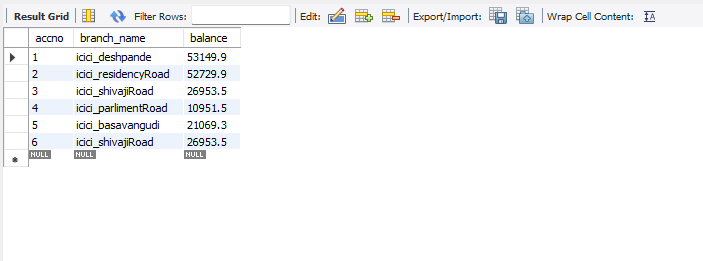 Result Grid Filter Rows: Edit: Export/Import: Wrap Cell Content:
accno branch_name balance
1 icici_deshpande 53149.9
2 icici_residencyRoad 52729.9
3 icici_shivajiRoad 26953.5
4 icici_parlimentRoad 10951.5
5 icici_basavangudi 21069.3
6 icici_shivajiRoad 26953.5
NULL NULL NULL